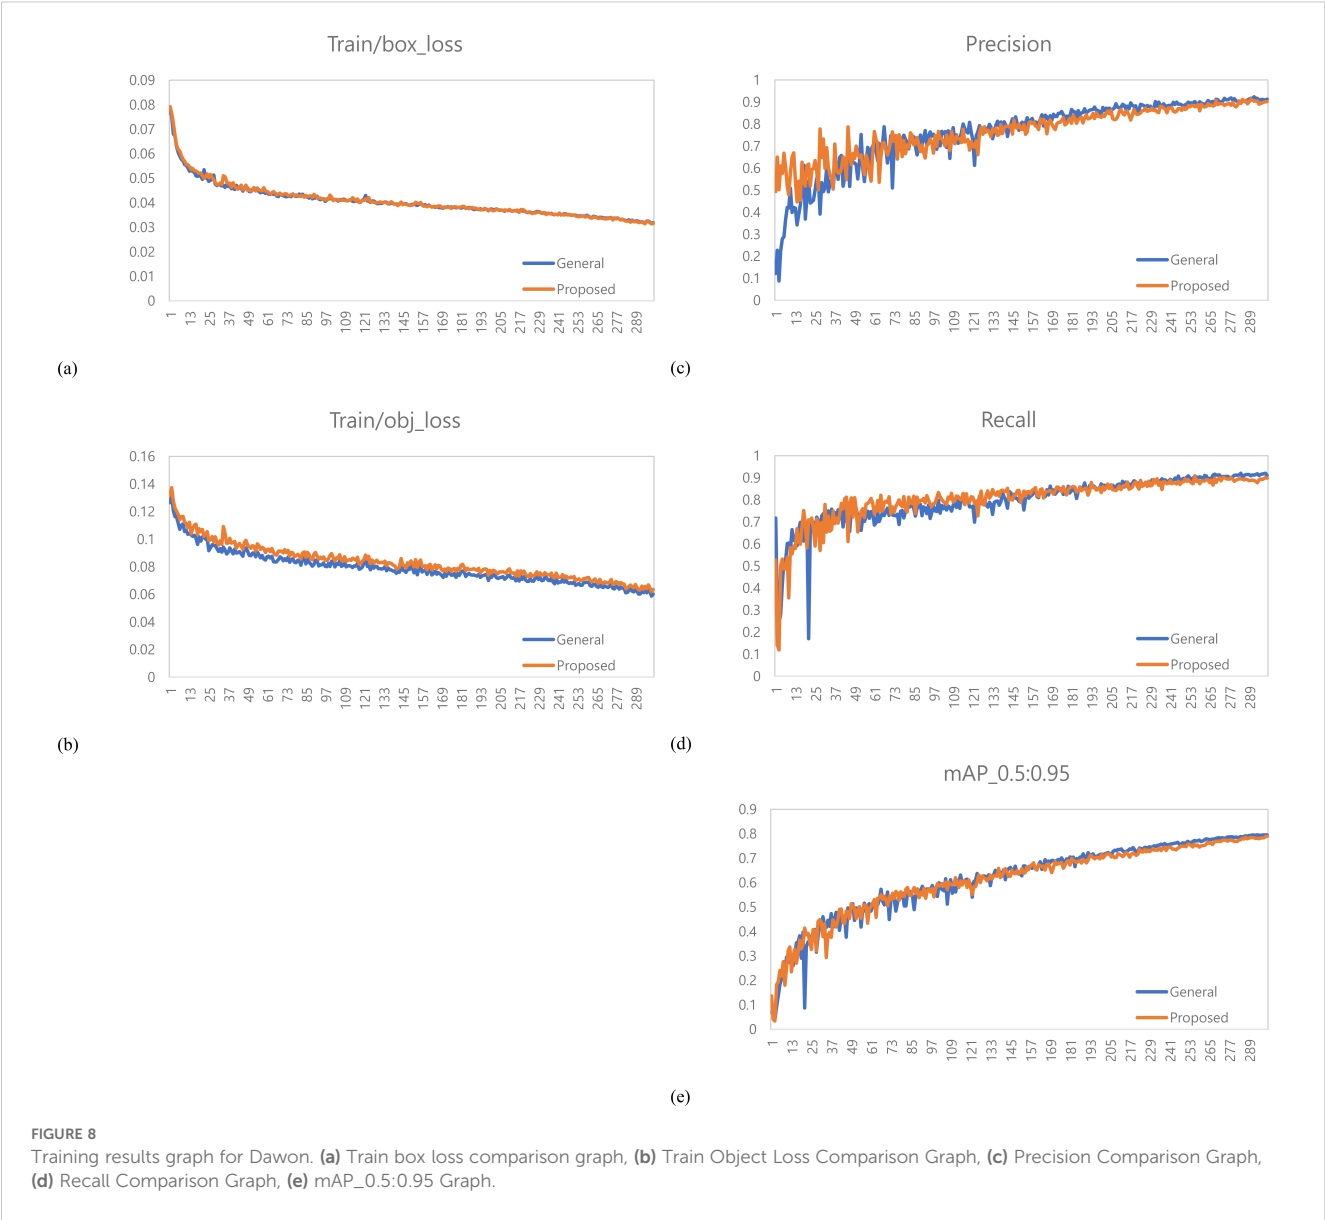 Train/box_loss
0.09
0.08
0.07
0.06
0.05
0.04
0.03
0.02
0.01
0
General
Proposed
1 13 25 37 49 61 73 85 97 109 121 133 145 157 169 181 193 205 217 229 241 253 265 277 289
(a)
Precision
1
0.9
0.8
0.7
0.6
0.5
0.4
0.3
0.2
0.1
0
General
Proposed
1 13 25 37 49 61 73 85 97 109 121 133 145 157 169 181 193 205 217 229 241 253 265 277 289
(c)
Train/obj_loss
0.16
0.14
0.12
0.1
0.08
0.06
0.04
0.02
0
General
Proposed
1 13 25 37 49 61 73 85 97 109 121 133 145 157 169 181 193 205 217 229 241 253 265 277 289
(b)
Recall
1
0.9
0.8
0.7
0.6
0.5
0.4
0.3
0.2
0.1
0
General
Proposed
1 13 25 37 49 61 73 85 97 109 121 133 145 157 169 181 193 205 217 229 241 253 265 277 289
(d)
mAP_0.5:0.95
0.9
0.8
0.7
0.6
0.5
0.4
0.3
0.2
0.1
0
General
Proposed
1 13 25 37 49 61 73 85 97 109 121 133 145 157 169 181 193 205 217 229 241 253 265 277 289
(e)
FIGURE 8
Training results graph for Dawon. (a) Train box loss comparison graph, (b) Train Object Loss Comparison Graph, (c) Precision Comparison Graph,
(d) Recall Comparison Graph, (e) mAP_0.5:0.95 Graph.